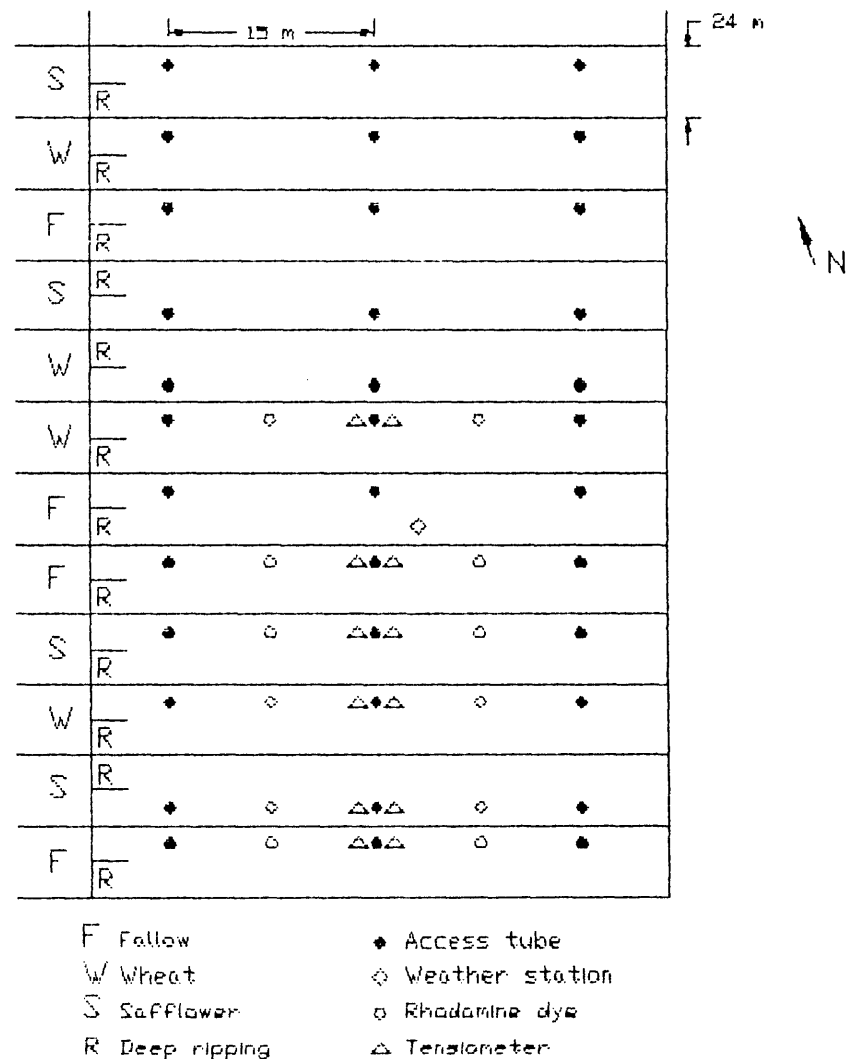 15 m
24 m
S
R
W
R
F
R
N
R
S
R
W
W
R
F
R
F
R
S
R
W
R
R
S
F
R
F Fallow
W Wheat
S Safflower
R Deep ripping
Access tube
Weather station
Rhodamine dye
Tensiometer